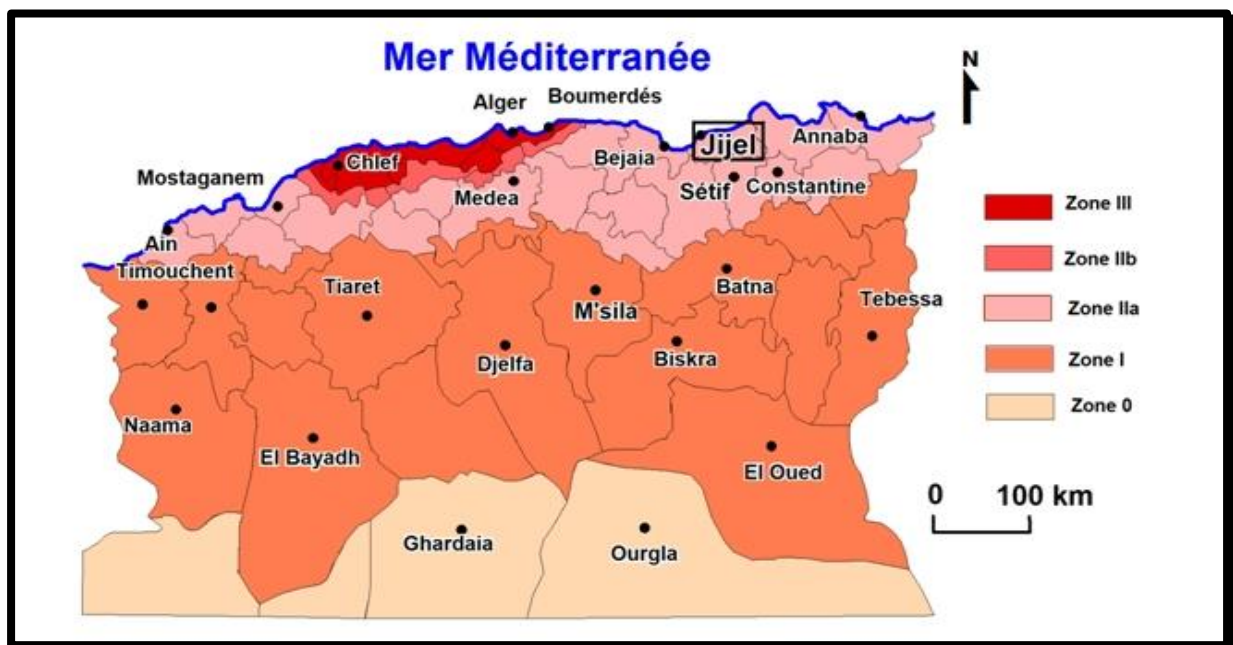 Mer Méditerranée
N
Alger
Boumerdés
Jijel
Annaba
Bejaia
Chlef
Mostaganem
Medea
Sétif
Constantine
Zone III
Ain
Timouchent
Zone IIb
Tiaret
M'sila
Batna
Tebessa
Zone IIa
Djelfa
Biskra
Zone I
Naama
Zone 0
El Bayadh
El Oued
0 100 km
Ghardaia
Ourgla